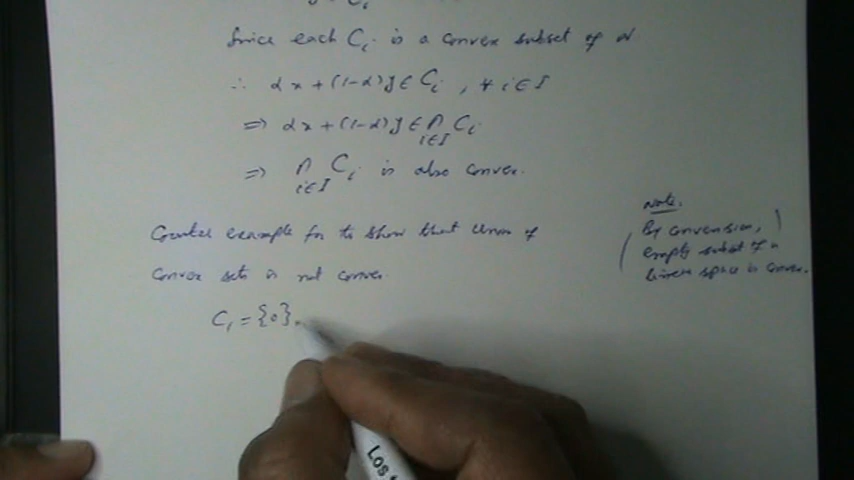 Since each Cᵢ is a convex subset of N
∴ αx + (1-α)y ∈ Cᵢ , ∀ i ∈ I
⇒ αx + (1-α)y ∈ ∩ Cᵢ
i∈I
⇒ ∩ Cᵢ is also convex.
i∈I
Counter example for to show that union of
convex sets is not convex.
C₁ = {0},
Note.
By convension,
empty subset of a
linear space is convex.
Los